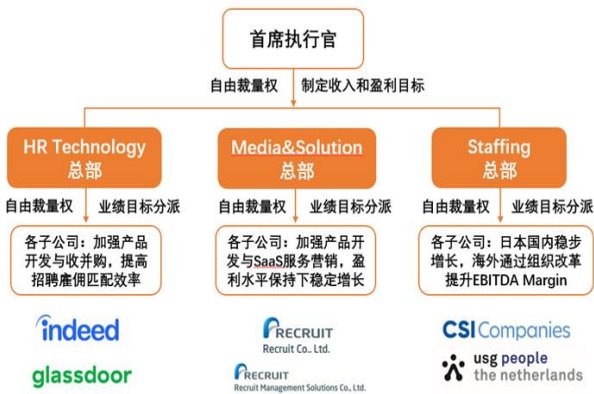 首席执行官
自由裁量权
制定收入和盈利目标
HR Technology
总部
Media&Solution
总部
Staffing
总部
自由裁量权
业绩目标分派
自由裁量权
业绩目标分派
自由裁量权
业绩目标分派
各子公司：加强产品
开发与收并购，提高
招聘雇佣匹配效率
各子公司：加强产品开
发与SaaS服务营销，盈
利水平保持下稳定增长
各子公司：日本国内稳步
增长，海外通过组织改革
提升EBITDA Margin
indeed
glassdoor
RECRUIT
Recruit Co., Ltd.
RECRUIT
Recruit Management Solutions Co., Ltd.
CSI Companies
usg people
the netherlands